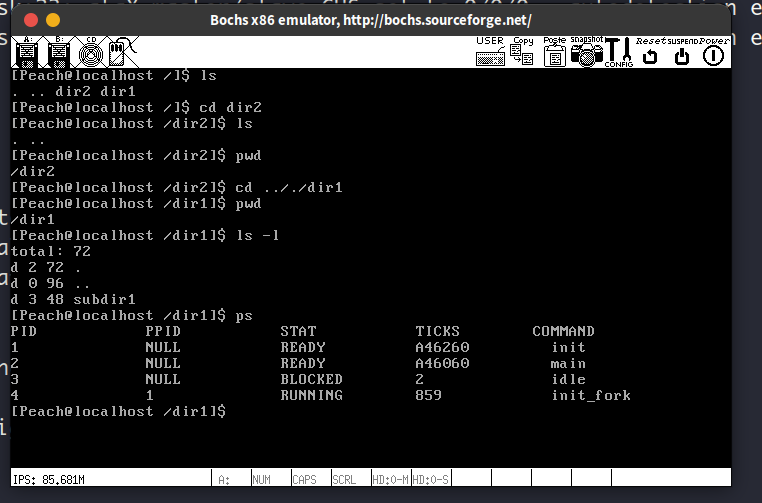 Bochs x86 emulator, http://bochs.sourceforge.net/
A: B: CD USER Copy Paste snapshot CONFIG Reset SUSPEND Power
[Peach@localhost /]$ ls
. .. dir2 dir1
[Peach@localhost /]$ cd dir2
[Peach@localhost /dir2]$ ls
. ..
[Peach@localhost /dir2]$ pwd
/dir2
[Peach@localhost /dir2]$ cd .././dir1
[Peach@localhost /dir1]$ pwd
/dir1
[Peach@localhost /dir1]$ ls -l
total: 72
d 2 72 .
d 0 96 ..
d 3 48 subdir1
[Peach@localhost /dir1]$ ps
PID PPID STAT TICKS COMMAND
1 NULL READY A46260 init
2 NULL READY A46060 main
3 NULL BLOCKED 2 idle
4 1 RUNNING 859 init_fork
[Peach@localhost /dir1]$
IPS: 85.681M A: NUM CAPS SCRL HD:0-M HD:0-S